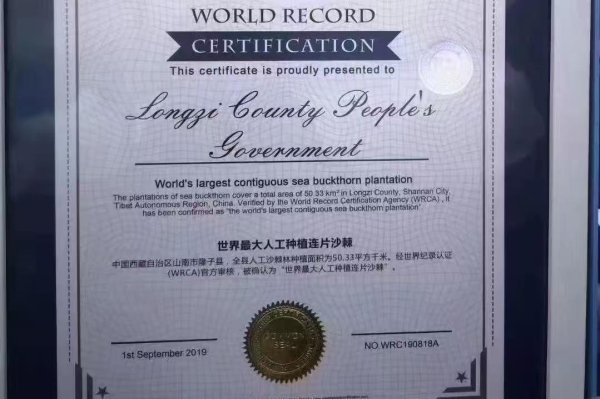 WORLD RECORD
CERTIFICATION
This certificate is proudly presented to
Longzi County People's
Government
World's largest contiguous sea buckthorn plantation
The plantations of sea buckthorn cover a total area of 50.33 km² in Longzi County, Shannan City,
Tibet Autonomous Region, China. Verified by the World Record Certification Agency (WRCA) , it
has been confirmed as "the world's largest contiguous sea buckthorn plantation"
世界最大人工种植连片沙棘
中国西藏自治区山南市隆子县，全县人工沙棘林种植面积为50.33平方千米。经世界纪录认证
(WRCA)官方审核，被确认为“世界最大人工种植连片沙棘”。
1st September 2019
NO.WRC190818A